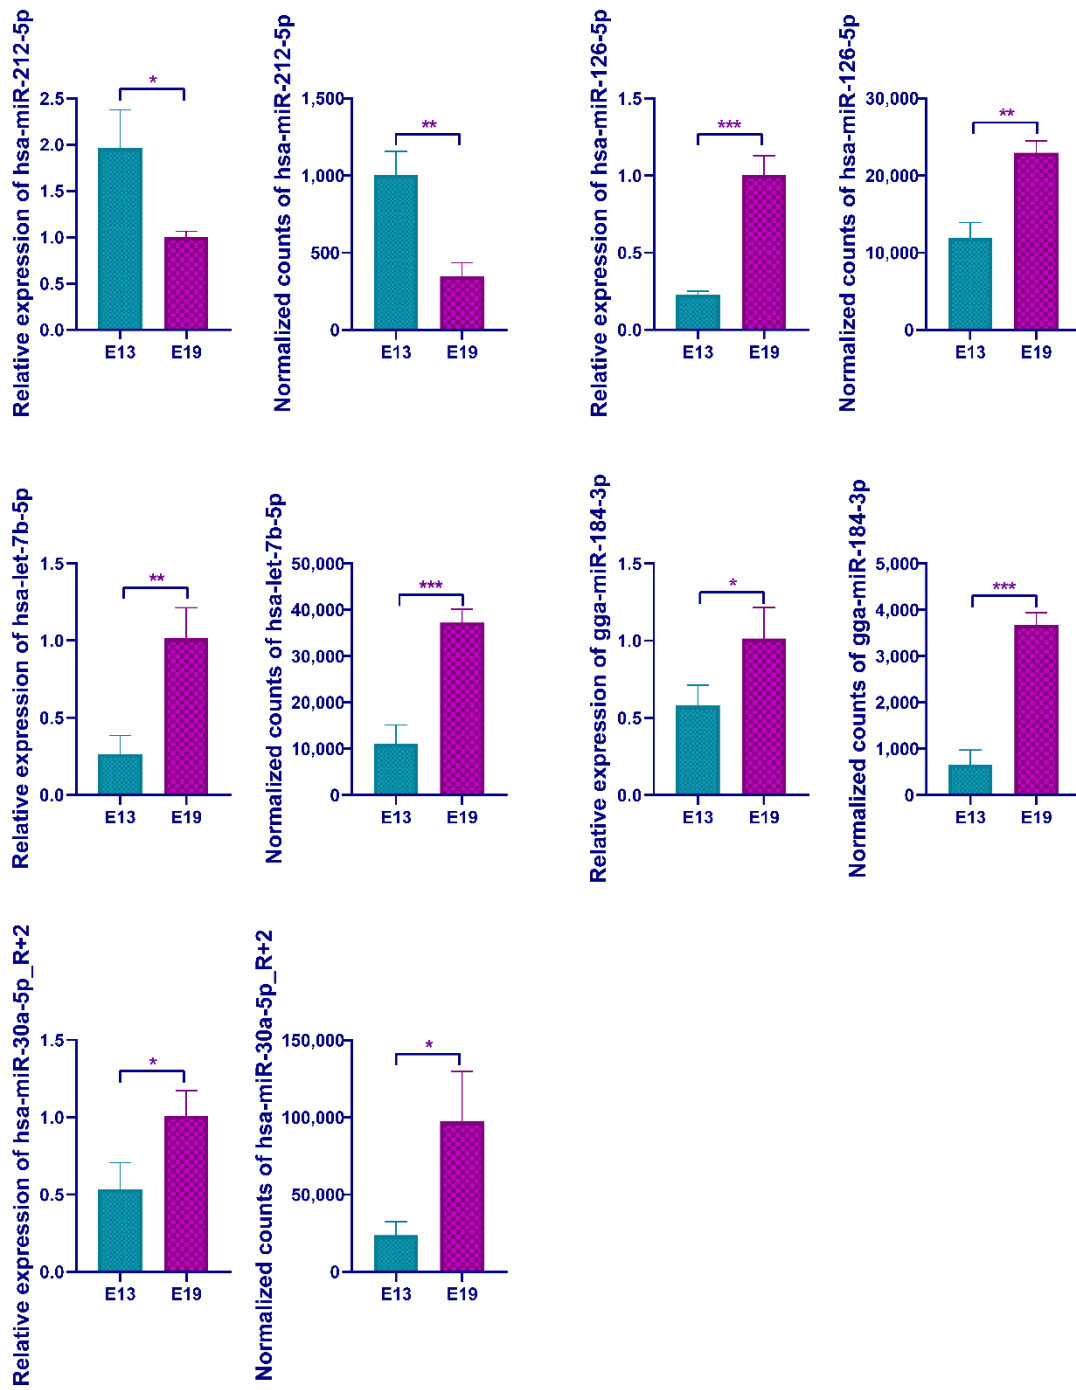 Relative expression of hsa-miR-212-5p
2.5
2.0
1.5
1.0
0.5
0.0
*
E13 E19
Normalized counts of hsa-miR-212-5p
1,500
1,000
500
0
**
E13 E19
Relative expression of hsa-miR-126-5p
1.5
1.0
0.5
0.0
***
E13 E19
Normalized counts of hsa-miR-126-5p
30,000
20,000
10,000
0
**
E13 E19
Relative expression of hsa-let-7b-5p
1.5
1.0
0.5
0.0
**
E13 E19
Normalized counts of hsa-let-7b-5p
50,000
40,000
30,000
20,000
10,000
0
***
E13 E19
Relative expression of gga-miR-184-3p
1.5
1.0
0.5
0.0
*
E13 E19
Normalized counts of gga-miR-184-3p
5,000
4,000
3,000
2,000
1,000
0
***
E13 E19
Relative expression of hsa-miR-30a-5p_R+2
1.5
1.0
0.5
0.0
*
E13 E19
Normalized counts of hsa-miR-30a-5p_R+2
150,000
100,000
50,000
0
*
E13 E19